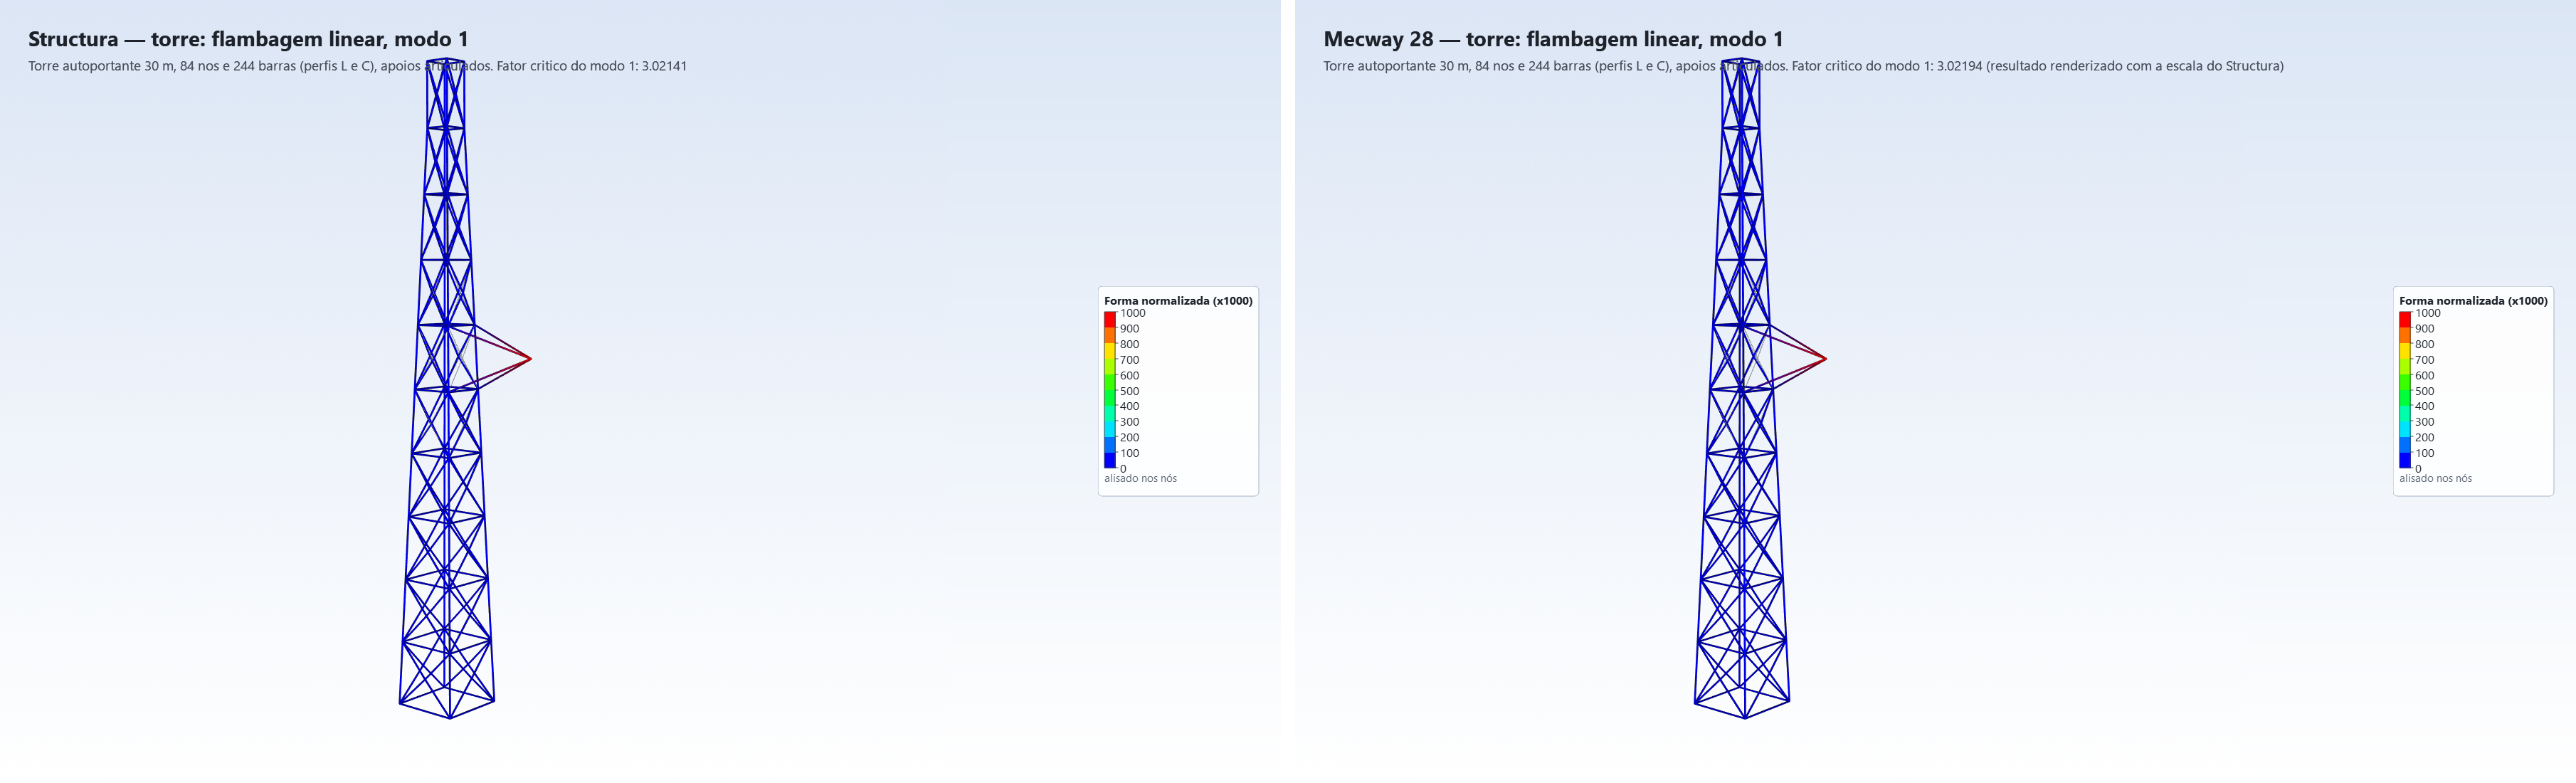 Structura — torre: flambagem linear, modo 1
Torre autoportante 30 m, 84 nos e 244 barras (perfis L e C), apoios articulados. Fator critico do modo 1: 3.02141
Forma normalizada (x1000)
1000
900
800
700
600
500
400
300
200
100
0
alisado nos nós
Mecway 28 — torre: flambagem linear, modo 1
Torre autoportante 30 m, 84 nos e 244 barras (perfis L e C), apoios articulados. Fator critico do modo 1: 3.02194 (resultado renderizado com a escala do Structura)
Forma normalizada (x1000)
1000
900
800
700
600
500
400
300
200
100
0
alisado nos nós